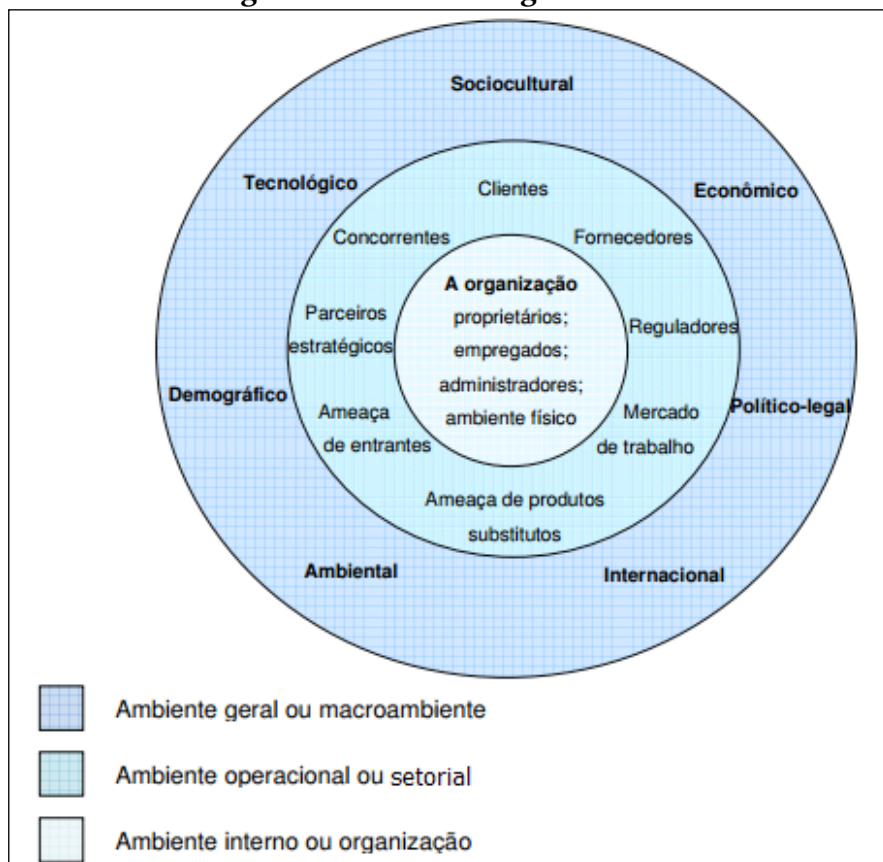 Sociocultural
Tecnológico
Econômico
Clientes
Concorrentes
Fornecedores
A organização
proprietários;
empregados;
administradores;
ambiente físico
Parceiros
estratégicos
Reguladores
Demográfico
Político-legal
Ameaça
de entrantes
Mercado
de trabalho
Ameaça de produtos
substitutos
Ambiental
Internacional
Ambiente geral ou macroambiente
Ambiente operacional ou setorial
Ambiente interno ou organização